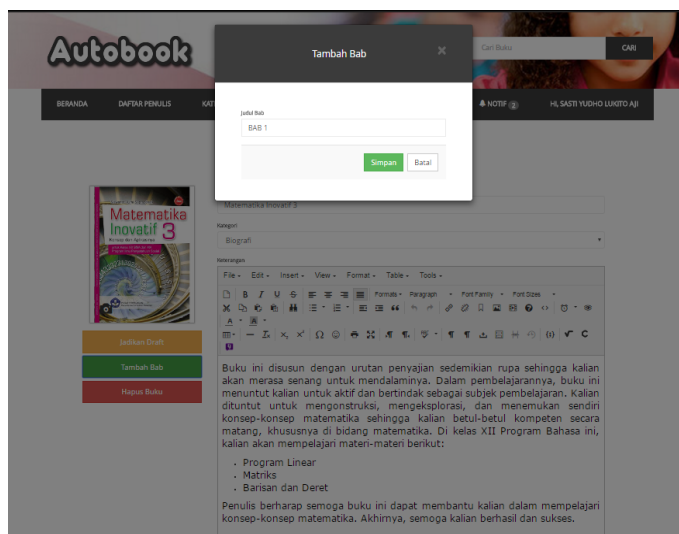 Autobook
Tambah Bab ×
Cari Buku CARI
BERANDA DAFTAR PENULIS KAT NOTIF 2 HI, SASTI YUDHO LUKITO AJI
Judul Bab
BAB 1
Simpan Batal
Matematika Inovatif 3
Kategori
Biografi
Keterangan
File Edit Insert View Format Table Tools
B I U S Formats Paragraph Font Family Font Sizes
Matematika
Inovatif 3
Konsep dan Aplikasinya
Jadikan Draft
Tambah Bab
Hapus Buku
Buku ini disusun dengan urutan penyajian sedemikian rupa sehingga kalian
akan merasa senang untuk mendalaminya. Dalam pembelajarannya, buku ini
menuntut kalian untuk aktif dan bertindak sebagai subjek pembelajaran. Kalian
dituntut untuk mengonstruksi, mengeksplorasi, dan menemukan sendiri
konsep-konsep matematika sehingga kalian betul-betul kompeten secara
matang, khususnya di bidang matematika. Di kelas XII Program Bahasa ini,
kalian akan mempelajari materi-materi berikut:
• Program Linear
• Matriks
• Barisan dan Deret
Penulis berharap semoga buku ini dapat membantu kalian dalam mempelajari
konsep-konsep matematika. Akhirnya, semoga kalian berhasil dan sukses.